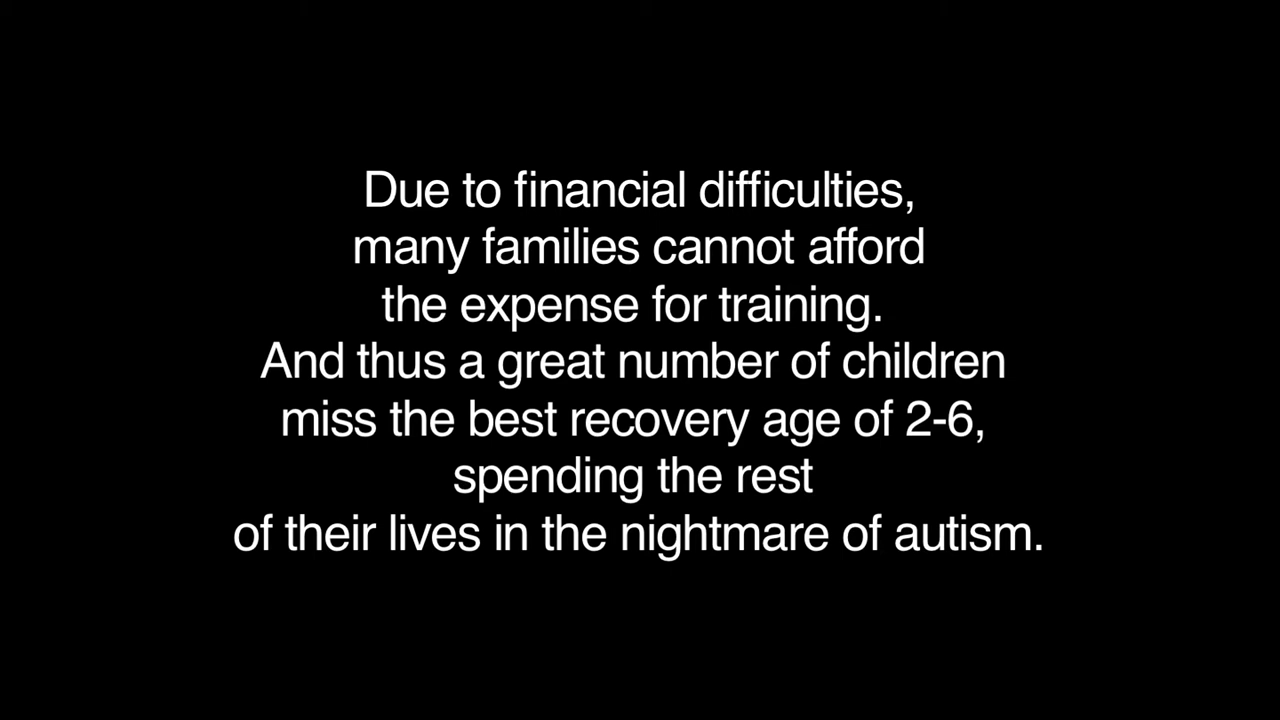 Due to financial difficulties,
many families cannot afford
the expense for training.
And thus a great number of children
miss the best recovery age of 2-6,
spending the rest
of their lives in the nightmare of autism.